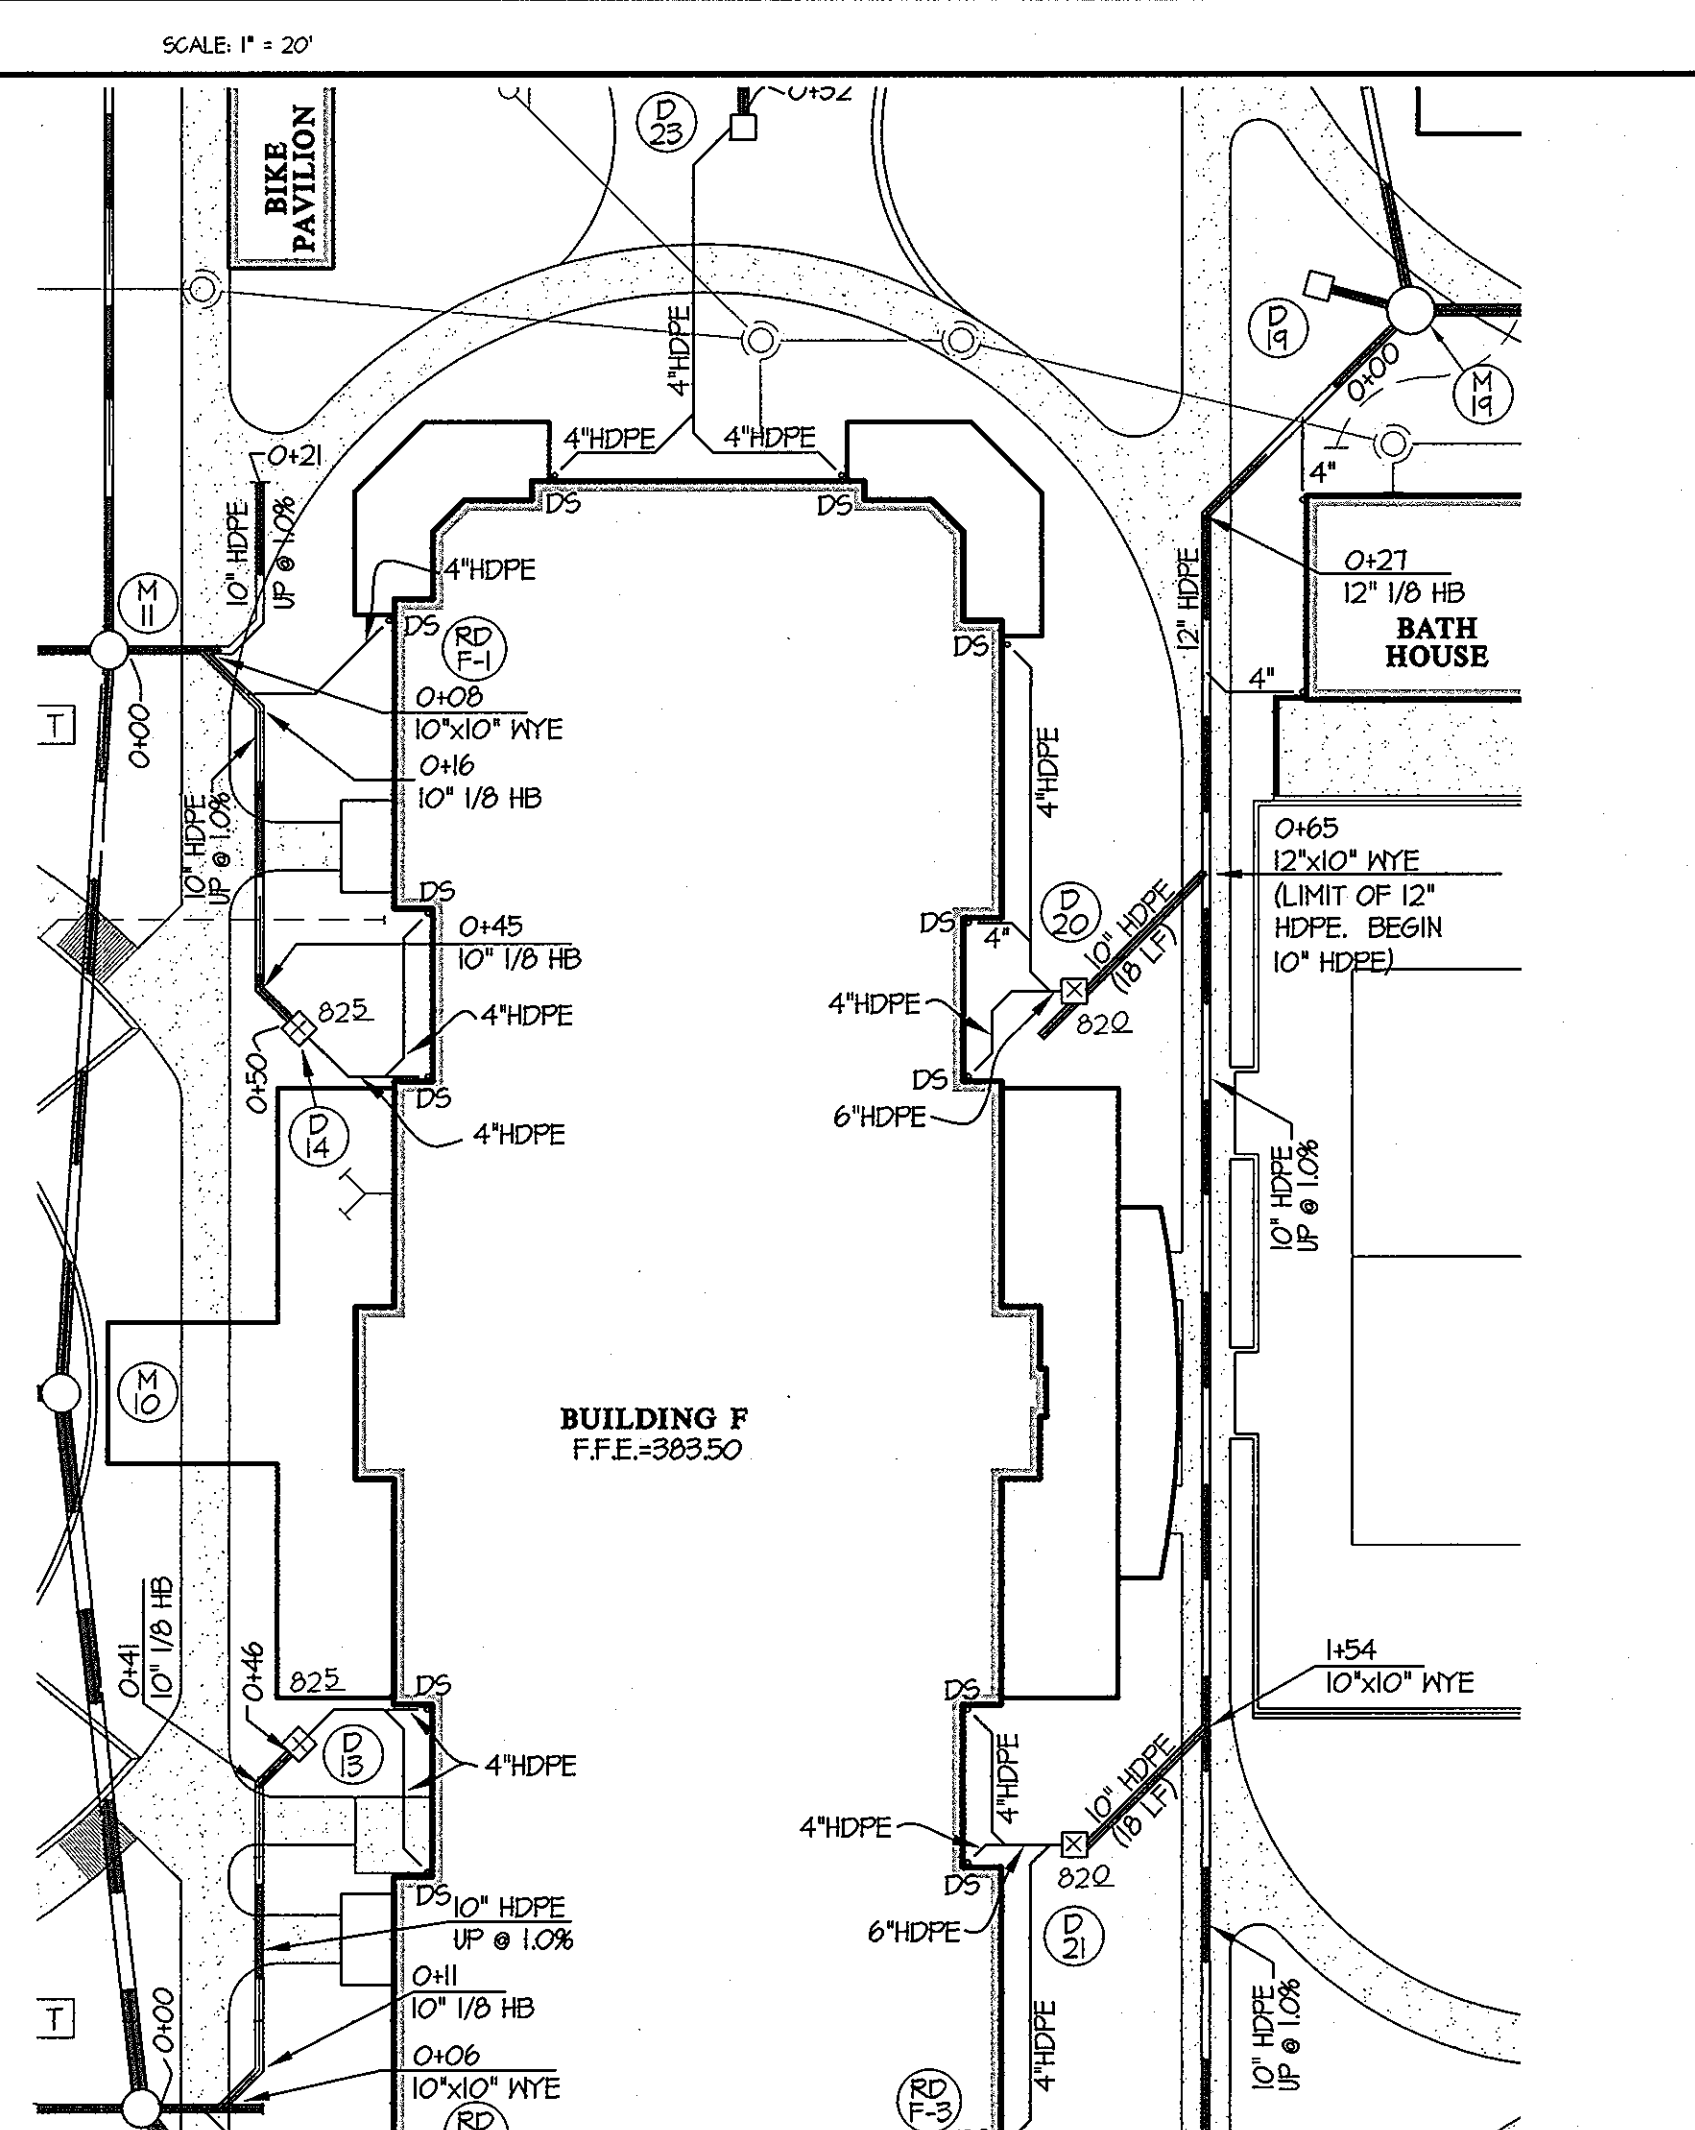 SCALE: 1" = 20'
0+52
D
23
BIKE
PAVILION
4"HDPE
D
19
0+00
M
19
4"HDPE
4"HDPE
0+21
10" HDPE
UP @ 1.0%
4"
DS
DS
12" HDPE
0+27
12" 1/8 HB
BATH
HOUSE
4"HDPE
M
11
DS
RD
F-1
DS
4"
0+08
10"x10" WYE
T
0+00
0+16
10" 1/8 HB
4"HDPE
10" HDPE
UP @ 1.0%
0+65
12"x10" WYE
(LIMIT OF 12"
HDPE. BEGIN
10" HDPE)
DS
DS
4"
D
20
10" HDPE
(18 LF)
0+45
10" 1/8 HB
825
4"HDPE
4"HDPE
820
0+50
DS
DS
D
14
4"HDPE
6"HDPE
10" HDPE
UP @ 1.0%
M
10
BUILDING F
F.F.E.=383.50
0+41
10" 1/8 HB
0+46
825
DS
DS
1+54
10"x10" WYE
D
13
4"HDPE
4"HDPE
10" HDPE
(18 LF)
4"HDPE
820
DS
DS
10" HDPE
UP @ 1.0%
6"HDPE
D
21
0+11
10" 1/8 HB
T
0+00
4"HDPE
10" HDPE
UP @ 1.0%
0+06
10"x10" WYE
RD
RD
F-3